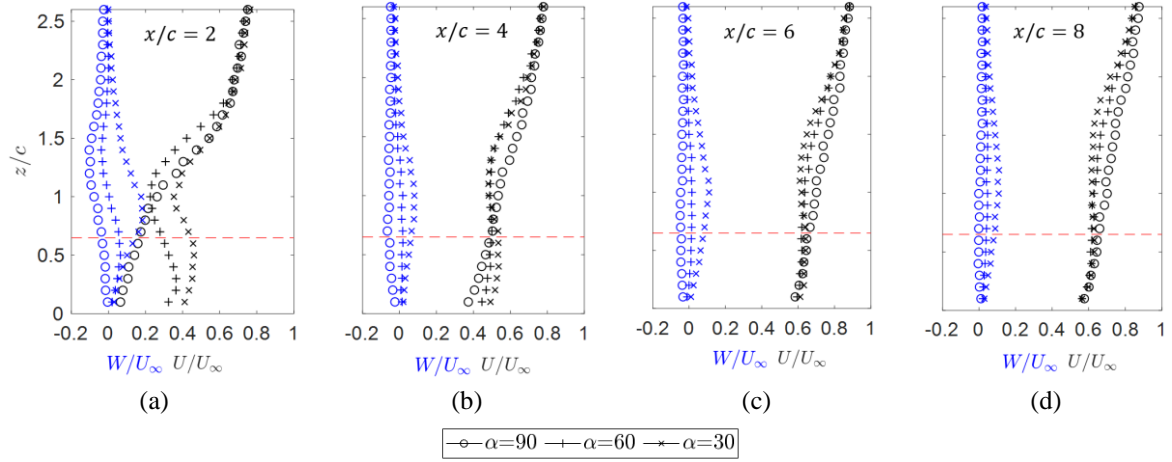 x/c = 2
x/c = 4
x/c = 6
x/c = 8
2.5
2
1.5
1
0.5
0
z/c
-0.2 0 0.2 0.4 0.6 0.8 1
-0.2 0 0.2 0.4 0.6 0.8 1
-0.2 0 0.2 0.4 0.6 0.8 1
-0.2 0 0.2 0.4 0.6 0.8 1
W/U∞ U/U∞
W/U∞ U/U∞
W/U∞ U/U∞
W/U∞ U/U∞
(a)
(b)
(c)
(d)
α=90 α=60 α=30